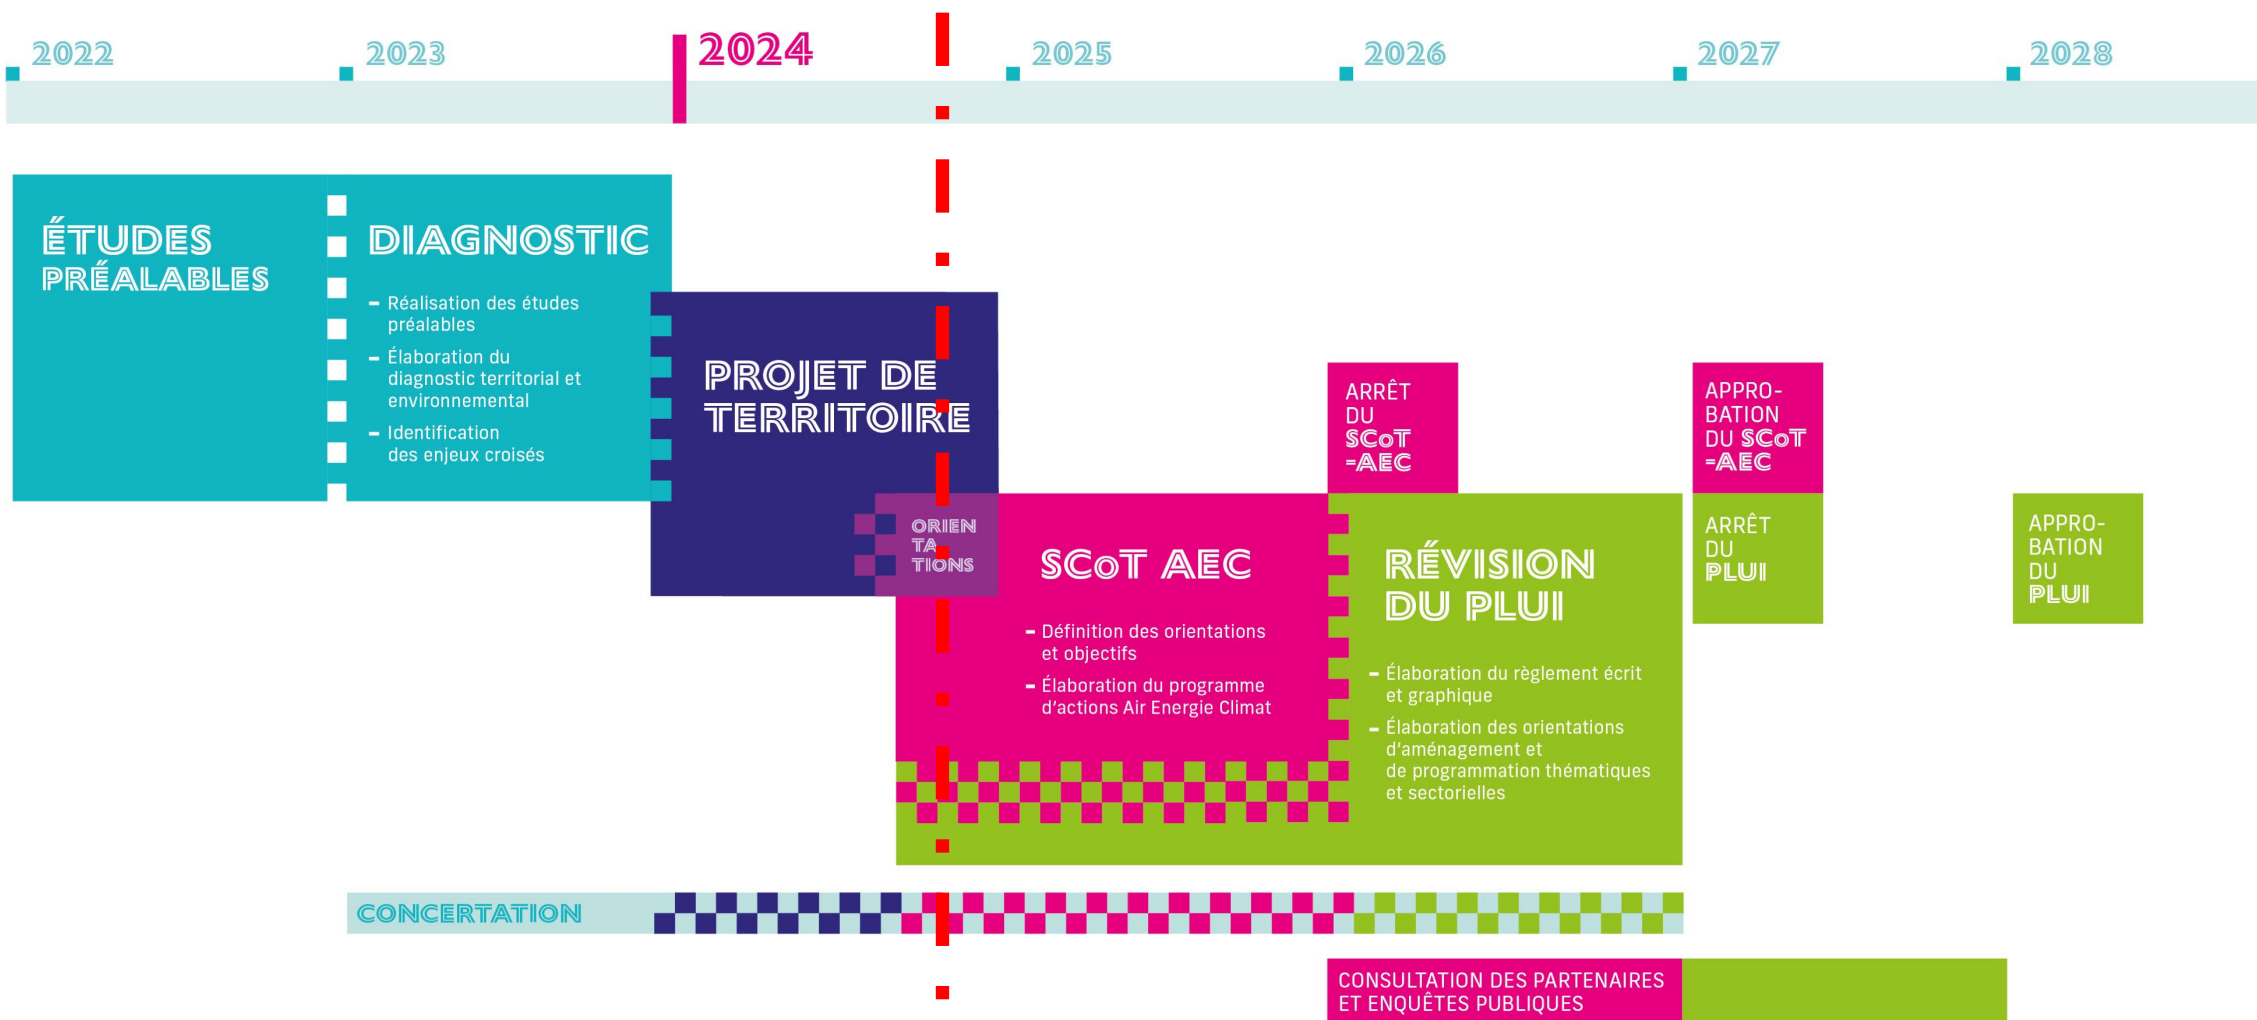 2022
2023
2024
2025
2026
2027
2028
ÉTUDES
PRÉALABLES
DIAGNOSTIC
– Réalisation des études
préalables
– Élaboration du
diagnostic territorial et
environnemental
– Identification
des enjeux croisés
PROJET DE
TERRITOIRE
ORIEN
TA
TIONS
SCoT AEC
– Définition des orientations
et objectifs
– Élaboration du programme
d'actions Air Energie Climat
ARRÊT
DU
SCoT
-AEC
RÉVISION
DU PLUI
– Élaboration du règlement écrit
et graphique
– Élaboration des orientations
d'aménagement et
de programmation thématiques
et sectorielles
APPRO-
BATION
DU SCoT
-AEC
ARRÊT
DU
PLUI
APPRO-
BATION
DU
PLUI
CONCERTATION
CONSULTATION DES PARTENAIRES
ET ENQUÊTES PUBLIQUES